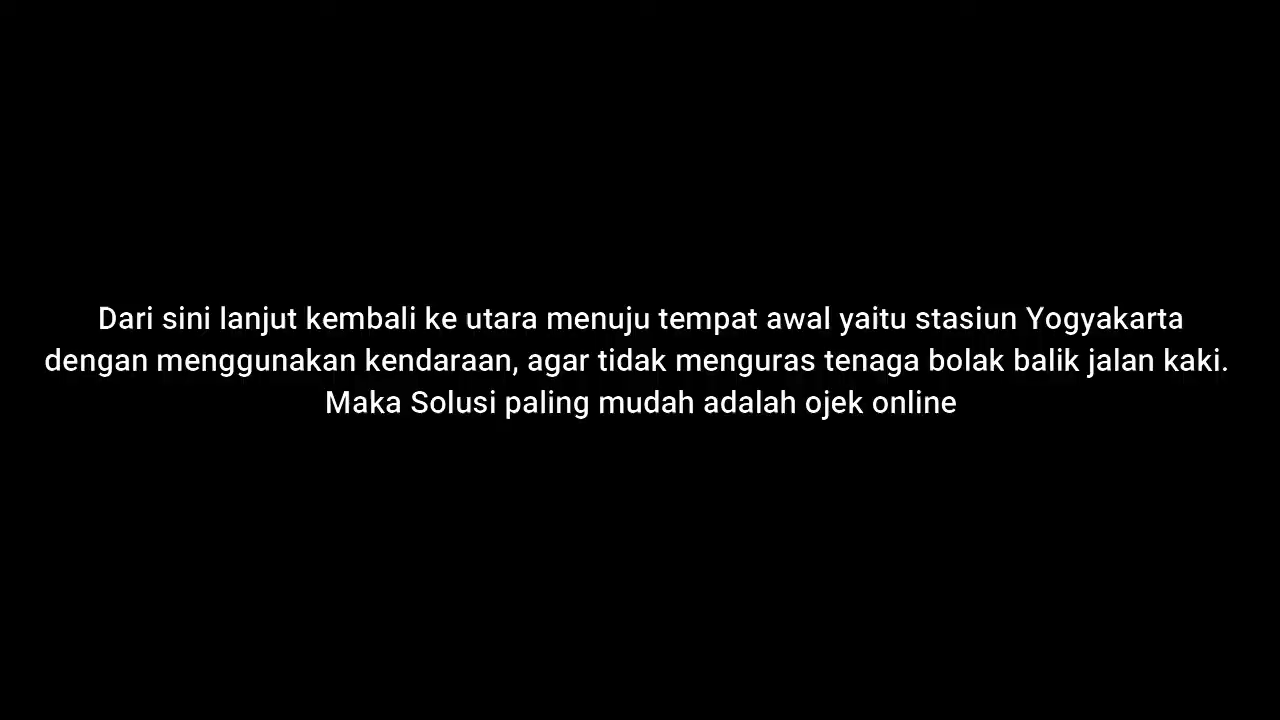 Dari sini lanjut kembali ke utara menuju tempat awal yaitu stasiun Yogyakarta
dengan menggunakan kendaraan, agar tidak menguras tenaga bolak balik jalan kaki.
Maka Solusi paling mudah adalah ojek online